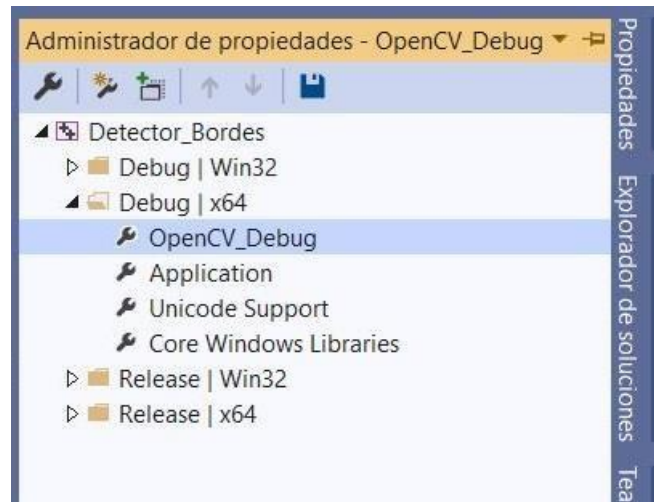 Administrador de propiedades - OpenCV_Debug
Detector_Bordes
Debug | Win32
Debug | x64
OpenCV_Debug
Application
Unicode Support
Core Windows Libraries
Release | Win32
Release | x64
Propiedades
Explorador de soluciones
Tea